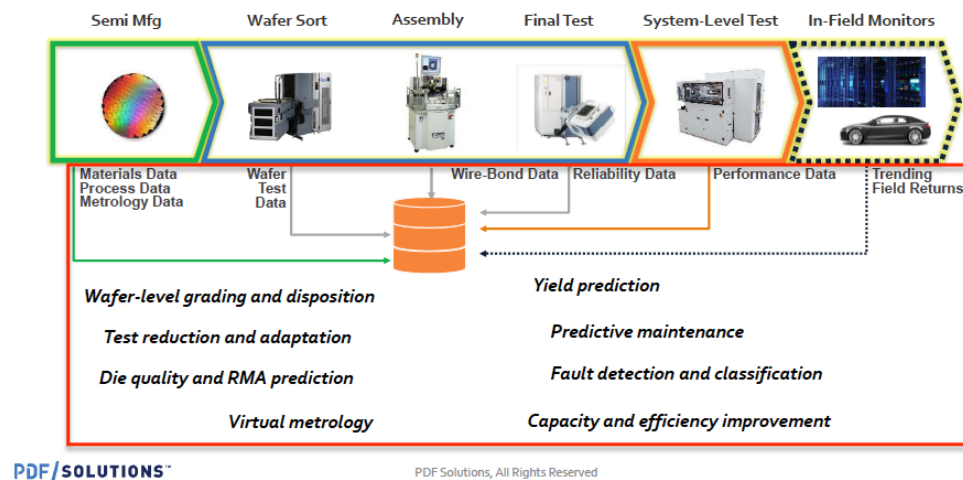 Semi Mfg
Wafer Sort
Assembly
Final Test
System-Level Test
In-Field Monitors
Materials Data
Process Data
Metrology Data
Wafer
Test
Data
Wire-Bond Data
Reliability Data
Performance Data
Trending
Field Returns
Wafer-level grading and disposition
Yield prediction
Test reduction and adaptation
Predictive maintenance
Die quality and RMA prediction
Fault detection and classification
Virtual metrology
Capacity and efficiency improvement
PDF/SOLUTIONS™
PDF Solutions, All Rights Reserved